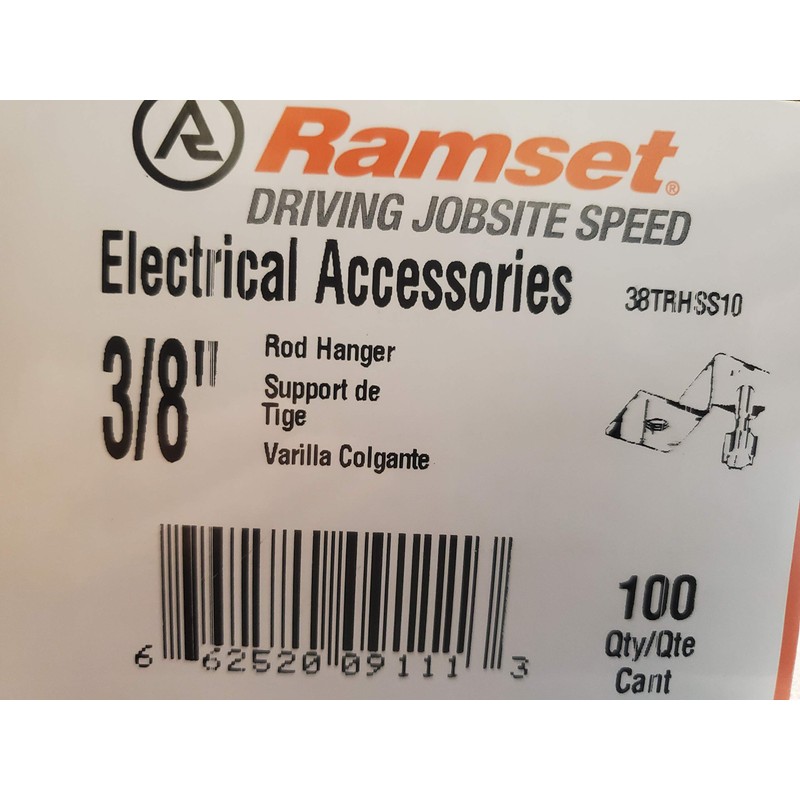 Ramset®
DRIVING JOBSITE SPEED
Electrical Accessories
38TRHSS10
3/8"
Rod Hanger
Support de
Tige
Varilla Colgante
6 62520 09111 3
100
Qty/Qte
Cant